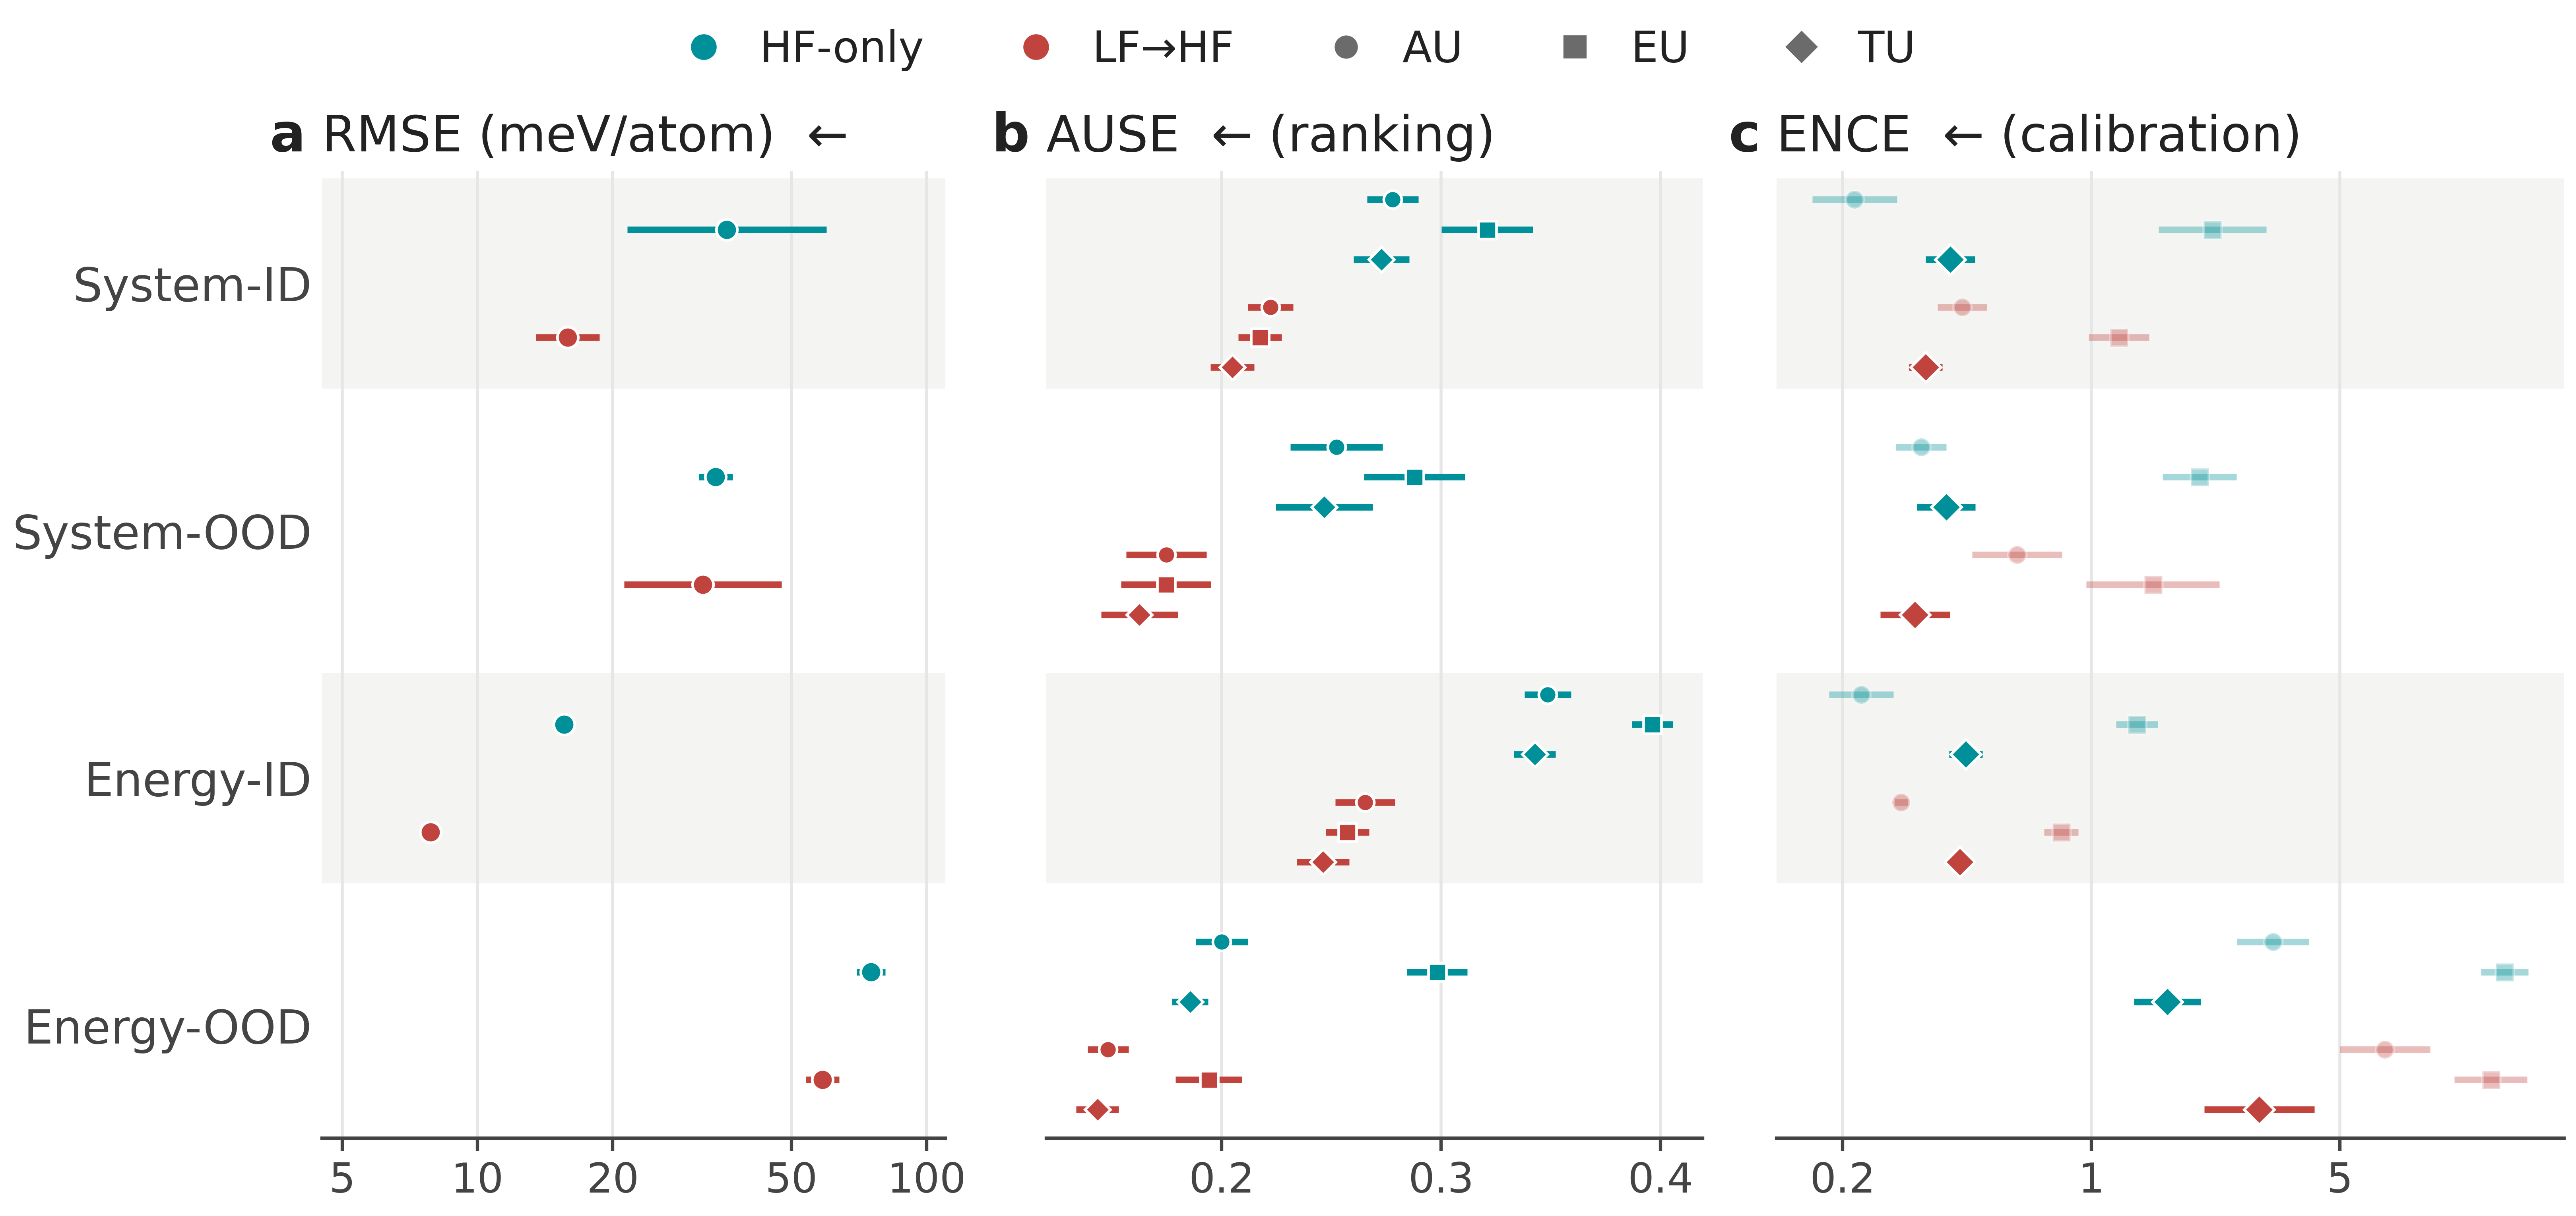 HF-only LF→HF AU EU TU
a RMSE (meV/atom) ← b AUSE ← (ranking) c ENCE ← (calibration)
System-ID
System-OOD
Energy-ID
Energy-OOD
5 10 20 50 100 0.2 0.3 0.4 0.2 1 5